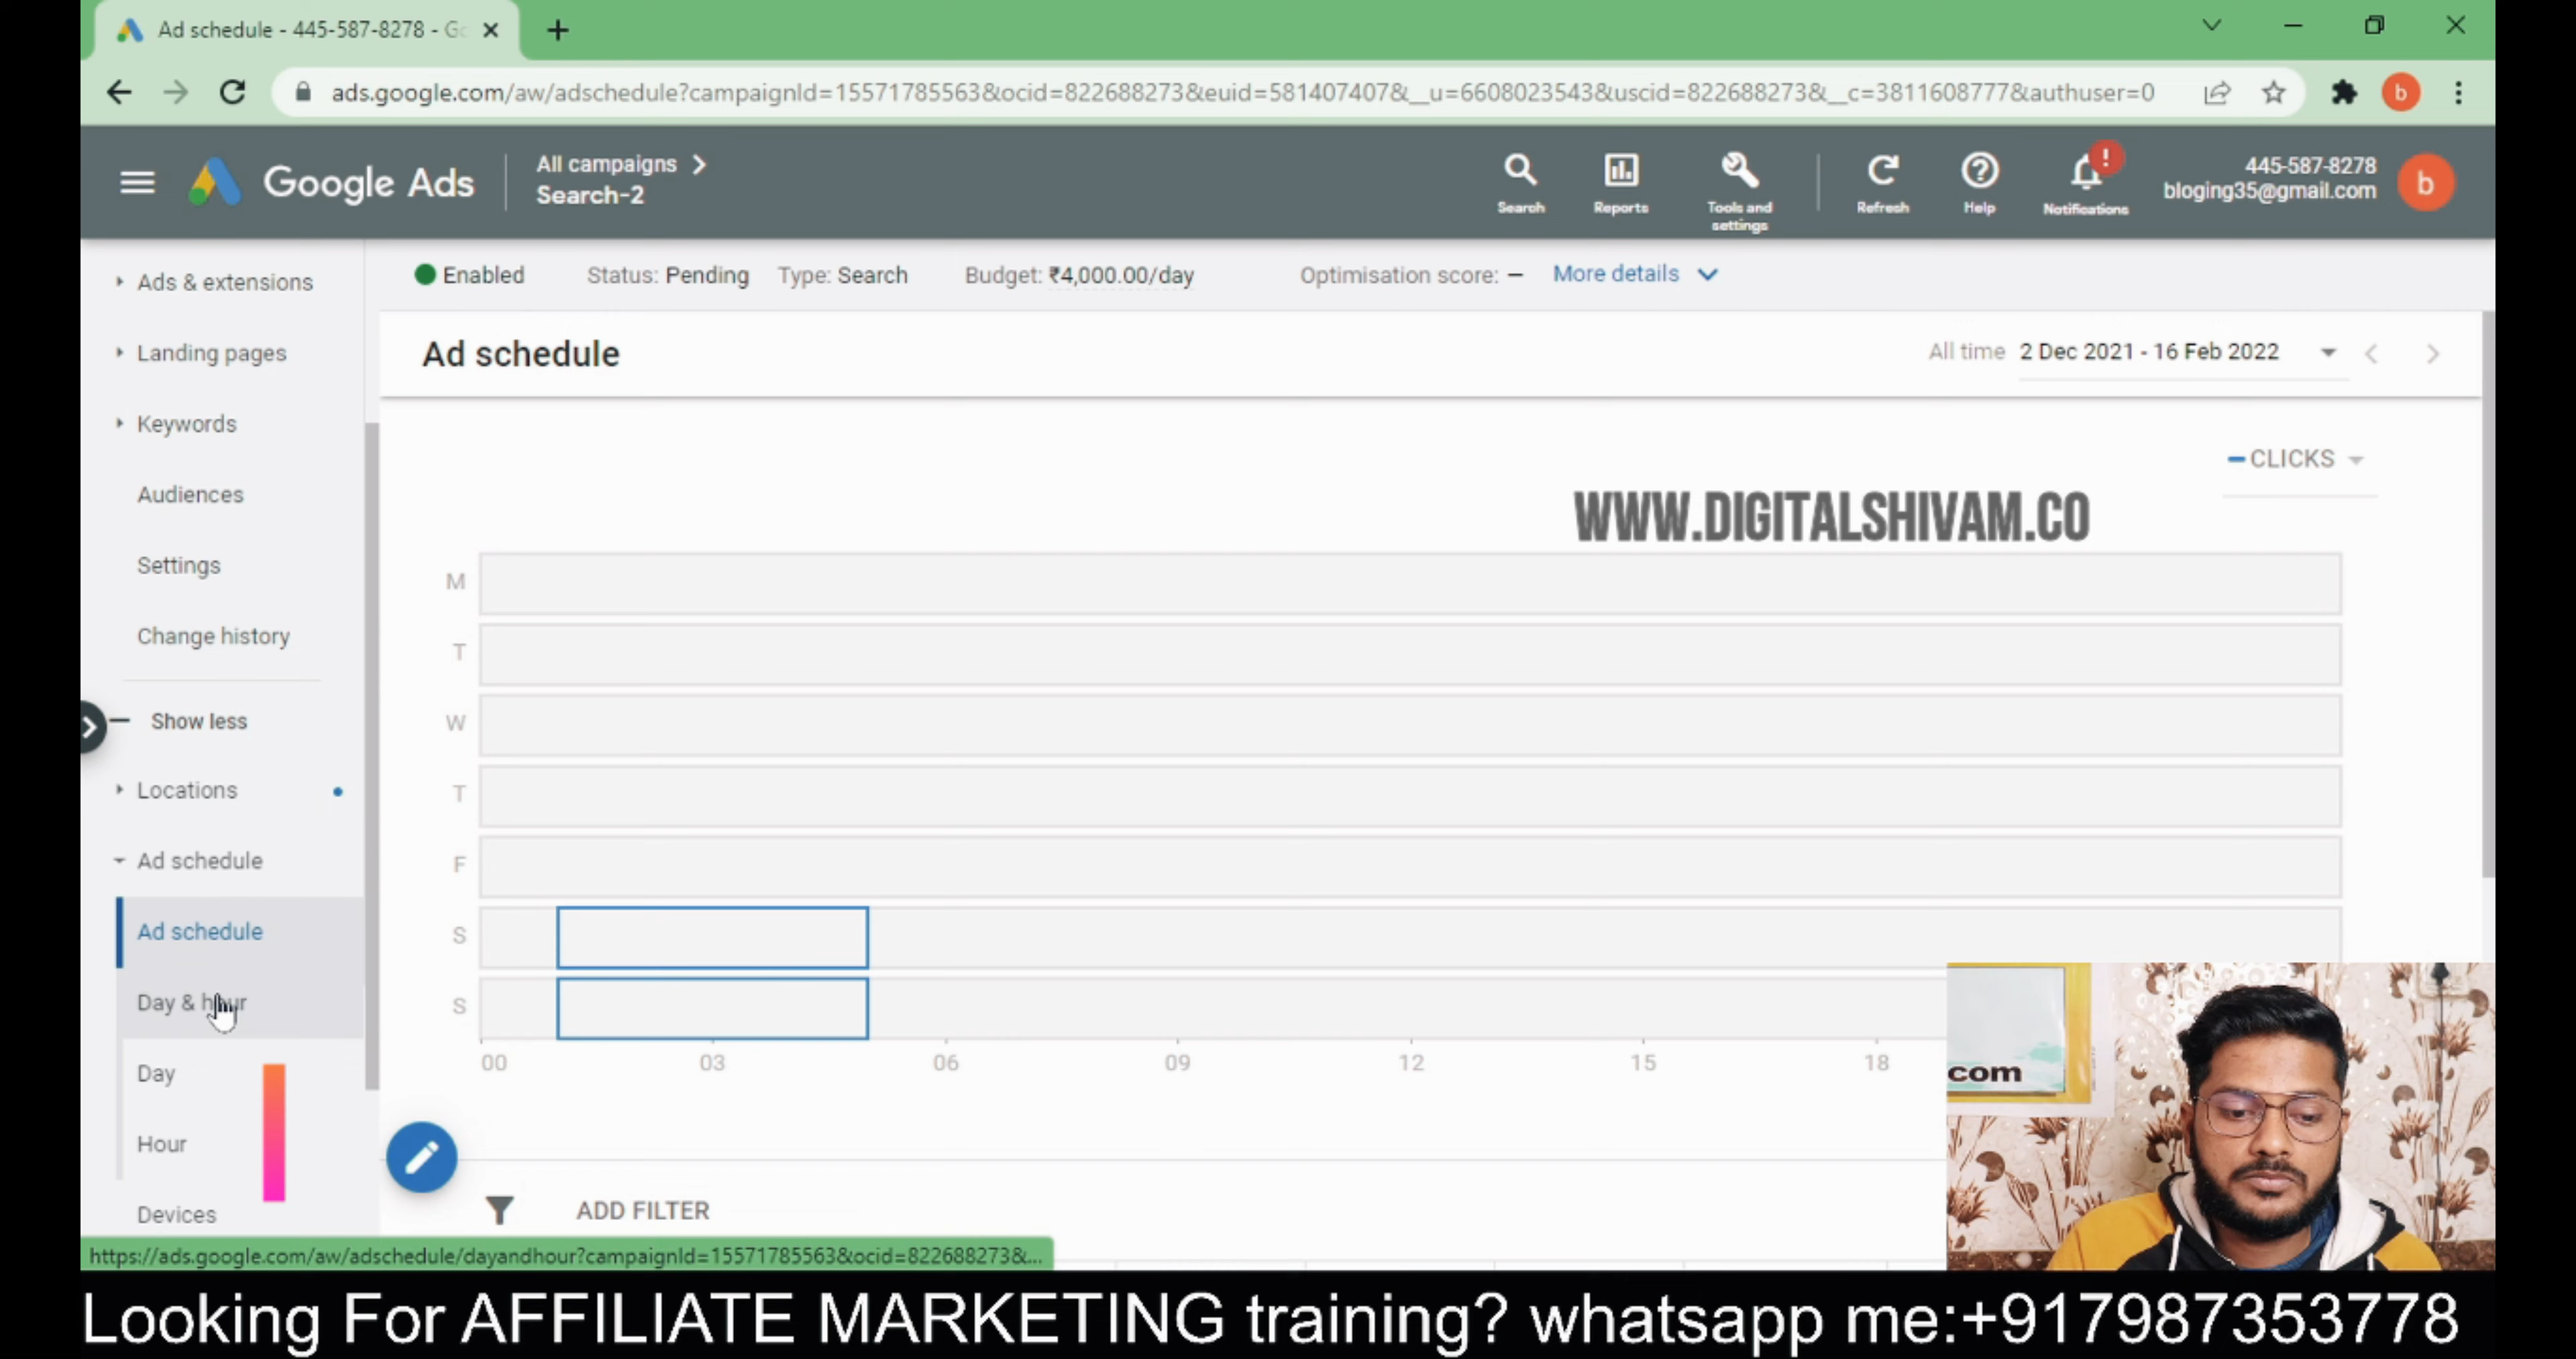 Ad schedule - 445-587-8278 - Go
ads.google.com/aw/adschedule?campaignId=15571785563&ocid=822688273&euid=581407407&__u=6608023543&uscid=822688273&__c=3811608777&authuser=0
b
Google Ads
All campaigns
Search-2
Search
Reports
Tools and settings
Refresh
Help
Notifications
445-587-8278
bloging35@gmail.com
b
Ads & extensions
Landing pages
Keywords
Audiences
Settings
Change history
Show less
Locations
Ad schedule
Ad schedule
Day & hour
Day
Hour
Devices
Enabled Status: Pending Type: Search Budget: ₹4,000.00/day Optimisation score: – More details
Ad schedule
All time 2 Dec 2021 - 16 Feb 2022
CLICKS
WWW.DIGITALSHIVAM.CO
M
T
W
T
F
S
S
00 03 06 09 12 15 18
ADD FILTER
com
https://ads.google.com/aw/adschedule/dayandhour?campaignId=15571785563&ocid=822688273&...
Looking For AFFILIATE MARKETING training? whatsapp me:+917987353778